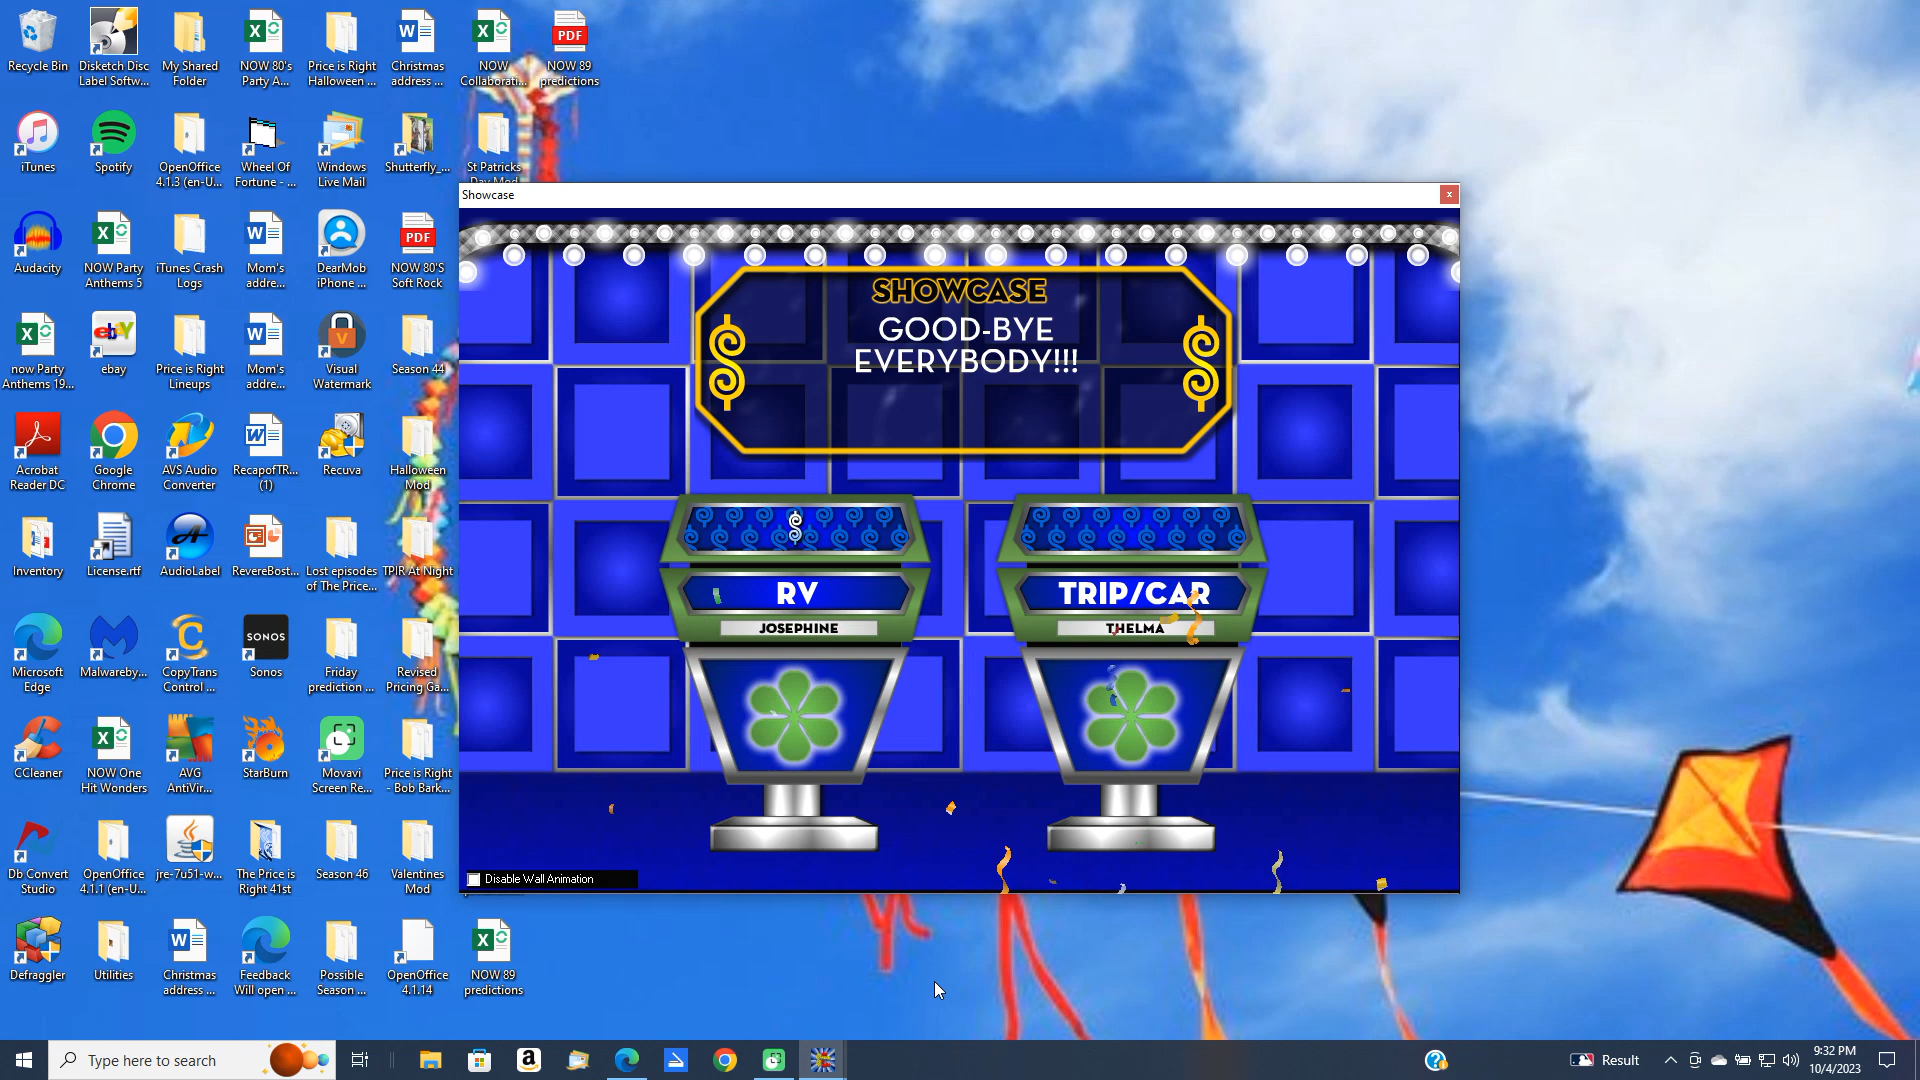 Recycle Bin
Disketch Disc
Label Softw...
My Shared
Folder
NOW 80's
Party A...
Price is Right
Halloween ...
Christmas
address ...
NOW
Collaborati...
PDF
NOW 89
predictions
iTunes
Spotify
OpenOffice
4.1.3 (en-U...
Wheel Of
Fortune - ...
Windows
Live Mail
Shutterfly_...
St Patricks
Day Mod
Audacity
NOW Party
Anthems 5
iTunes Crash
Logs
Mom's
addre...
DearMob
iPhone ...
PDF
NOW 80'S
Soft Rock
now Party
Anthems 19...
ebay
ebay
Price is Right
Lineups
Mom's
addre...
Visual
Watermark
Season 44
Acrobat
Reader DC
Google
Chrome
AVS Audio
Converter
RecapofTR...
(1)
Recuva
Halloween
Mod
Inventory
License.rtf
AudioLabel
RevereBost...
Lost episodes
of The Price...
TPIR At Night
Microsoft
Edge
Malwareby...
CopyTrans
Control ...
SONOS
Sonos
Friday
prediction ...
Revised
Pricing Ga...
CCleaner
NOW One
Hit Wonders
AVG
AntiVir...
StarBurn
Movavi
Screen Re...
Price is Right
- Bob Bark...
Db Convert
Studio
OpenOffice
4.1.1 (en-U...
jre-7u51-w...
The Price is
Right 41st
Season 46
Valentines
Mod
Defraggler
Utilities
Christmas
address ...
Feedback
Will open ...
Possible
Season ...
OpenOffice
4.1.14
NOW 89
predictions
Showcase
SHOWCASE
GOOD-BYE
EVERYBODY!!!
RV
JOSEPHINE
TRIP/CAR
THELMA
Disable Wall Animation
Type here to search
Result
9:32 PM
10/4/2023